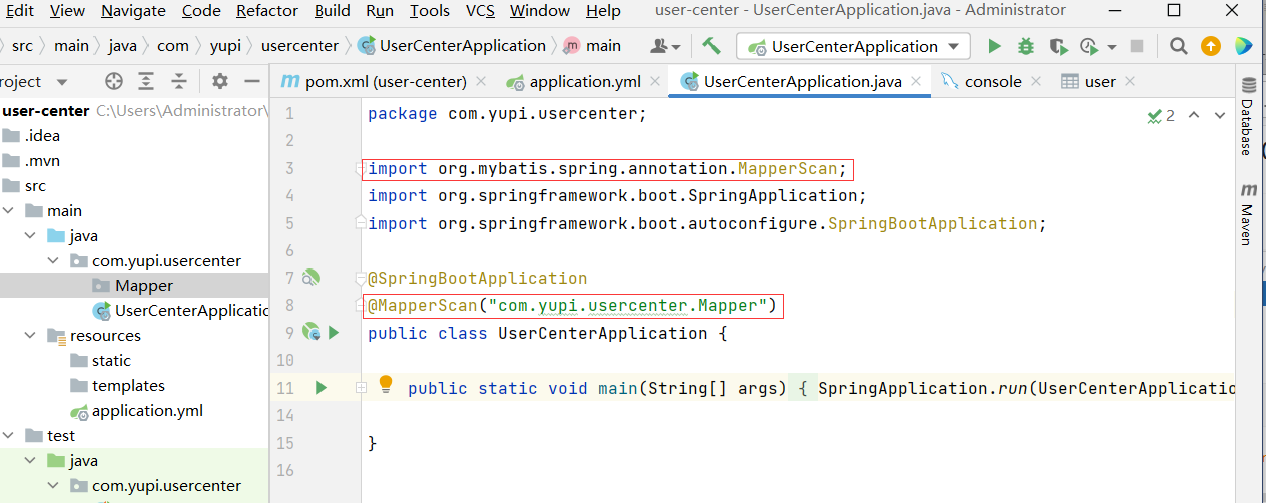 Edit View Navigate Code Refactor Build Run Tools VCS Window Help user-center - UserCenterApplication.java - Administrator
src main java com yupi usercenter UserCenterApplication main UserCenterApplication
roject pom.xml (user-center) application.yml UserCenterApplication.java console user
user-center C:\Users\Administrator\
.idea
.mvn
src
main
java
com.yupi.usercenter
Mapper
UserCenterApplicatio
resources
static
templates
application.yml
test
java
com.yupi.usercenter
1 package com.yupi.usercenter;
2
3 import org.mybatis.spring.annotation.MapperScan;
4 import org.springframework.boot.SpringApplication;
5 import org.springframework.boot.autoconfigure.SpringBootApplication;
6
7 @SpringBootApplication
8 @MapperScan("com.yupi.usercenter.Mapper")
9 public class UserCenterApplication {
10
11 public static void main(String[] args) { SpringApplication.run(UserCenterApplicatio
14
15 }
16
2
Database
m Maven